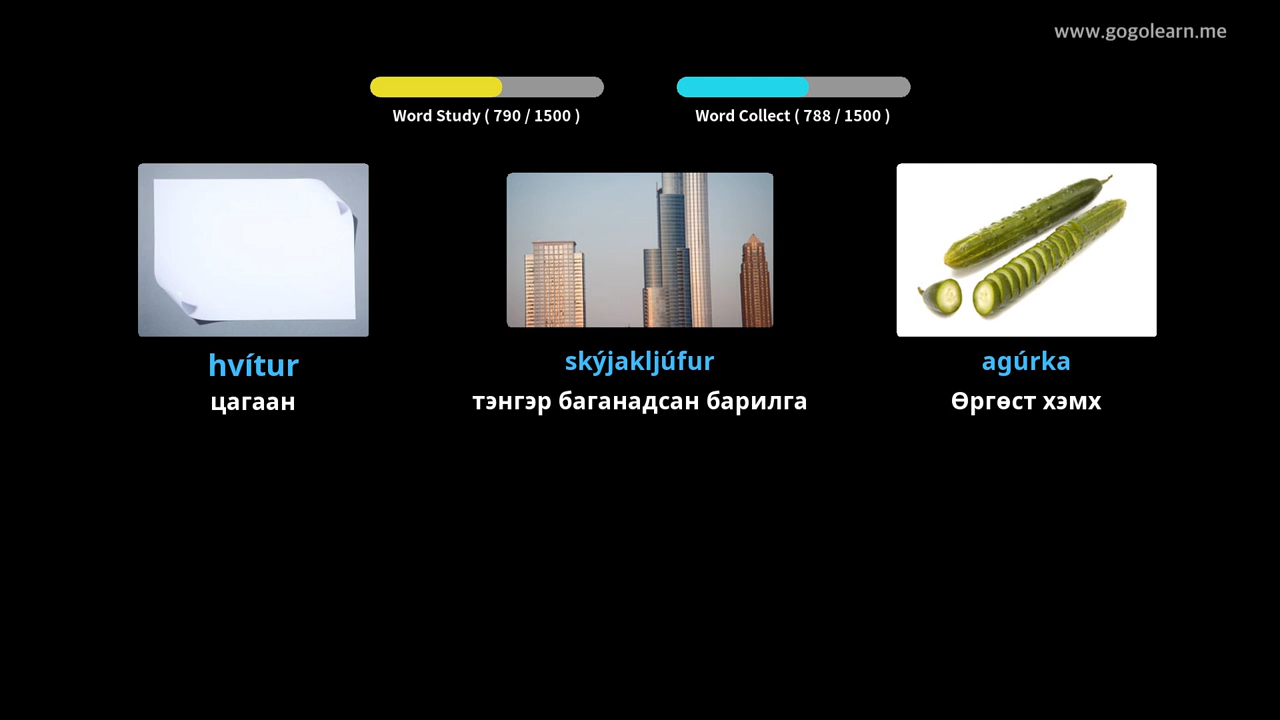 www.gogolearn.me
Word Study ( 790 / 1500 )
Word Collect ( 788 / 1500 )
hvítur
цагаан
skýjakljúfur
тэнгэр баганадсан барилга
agúrka
Өргөст хэмх